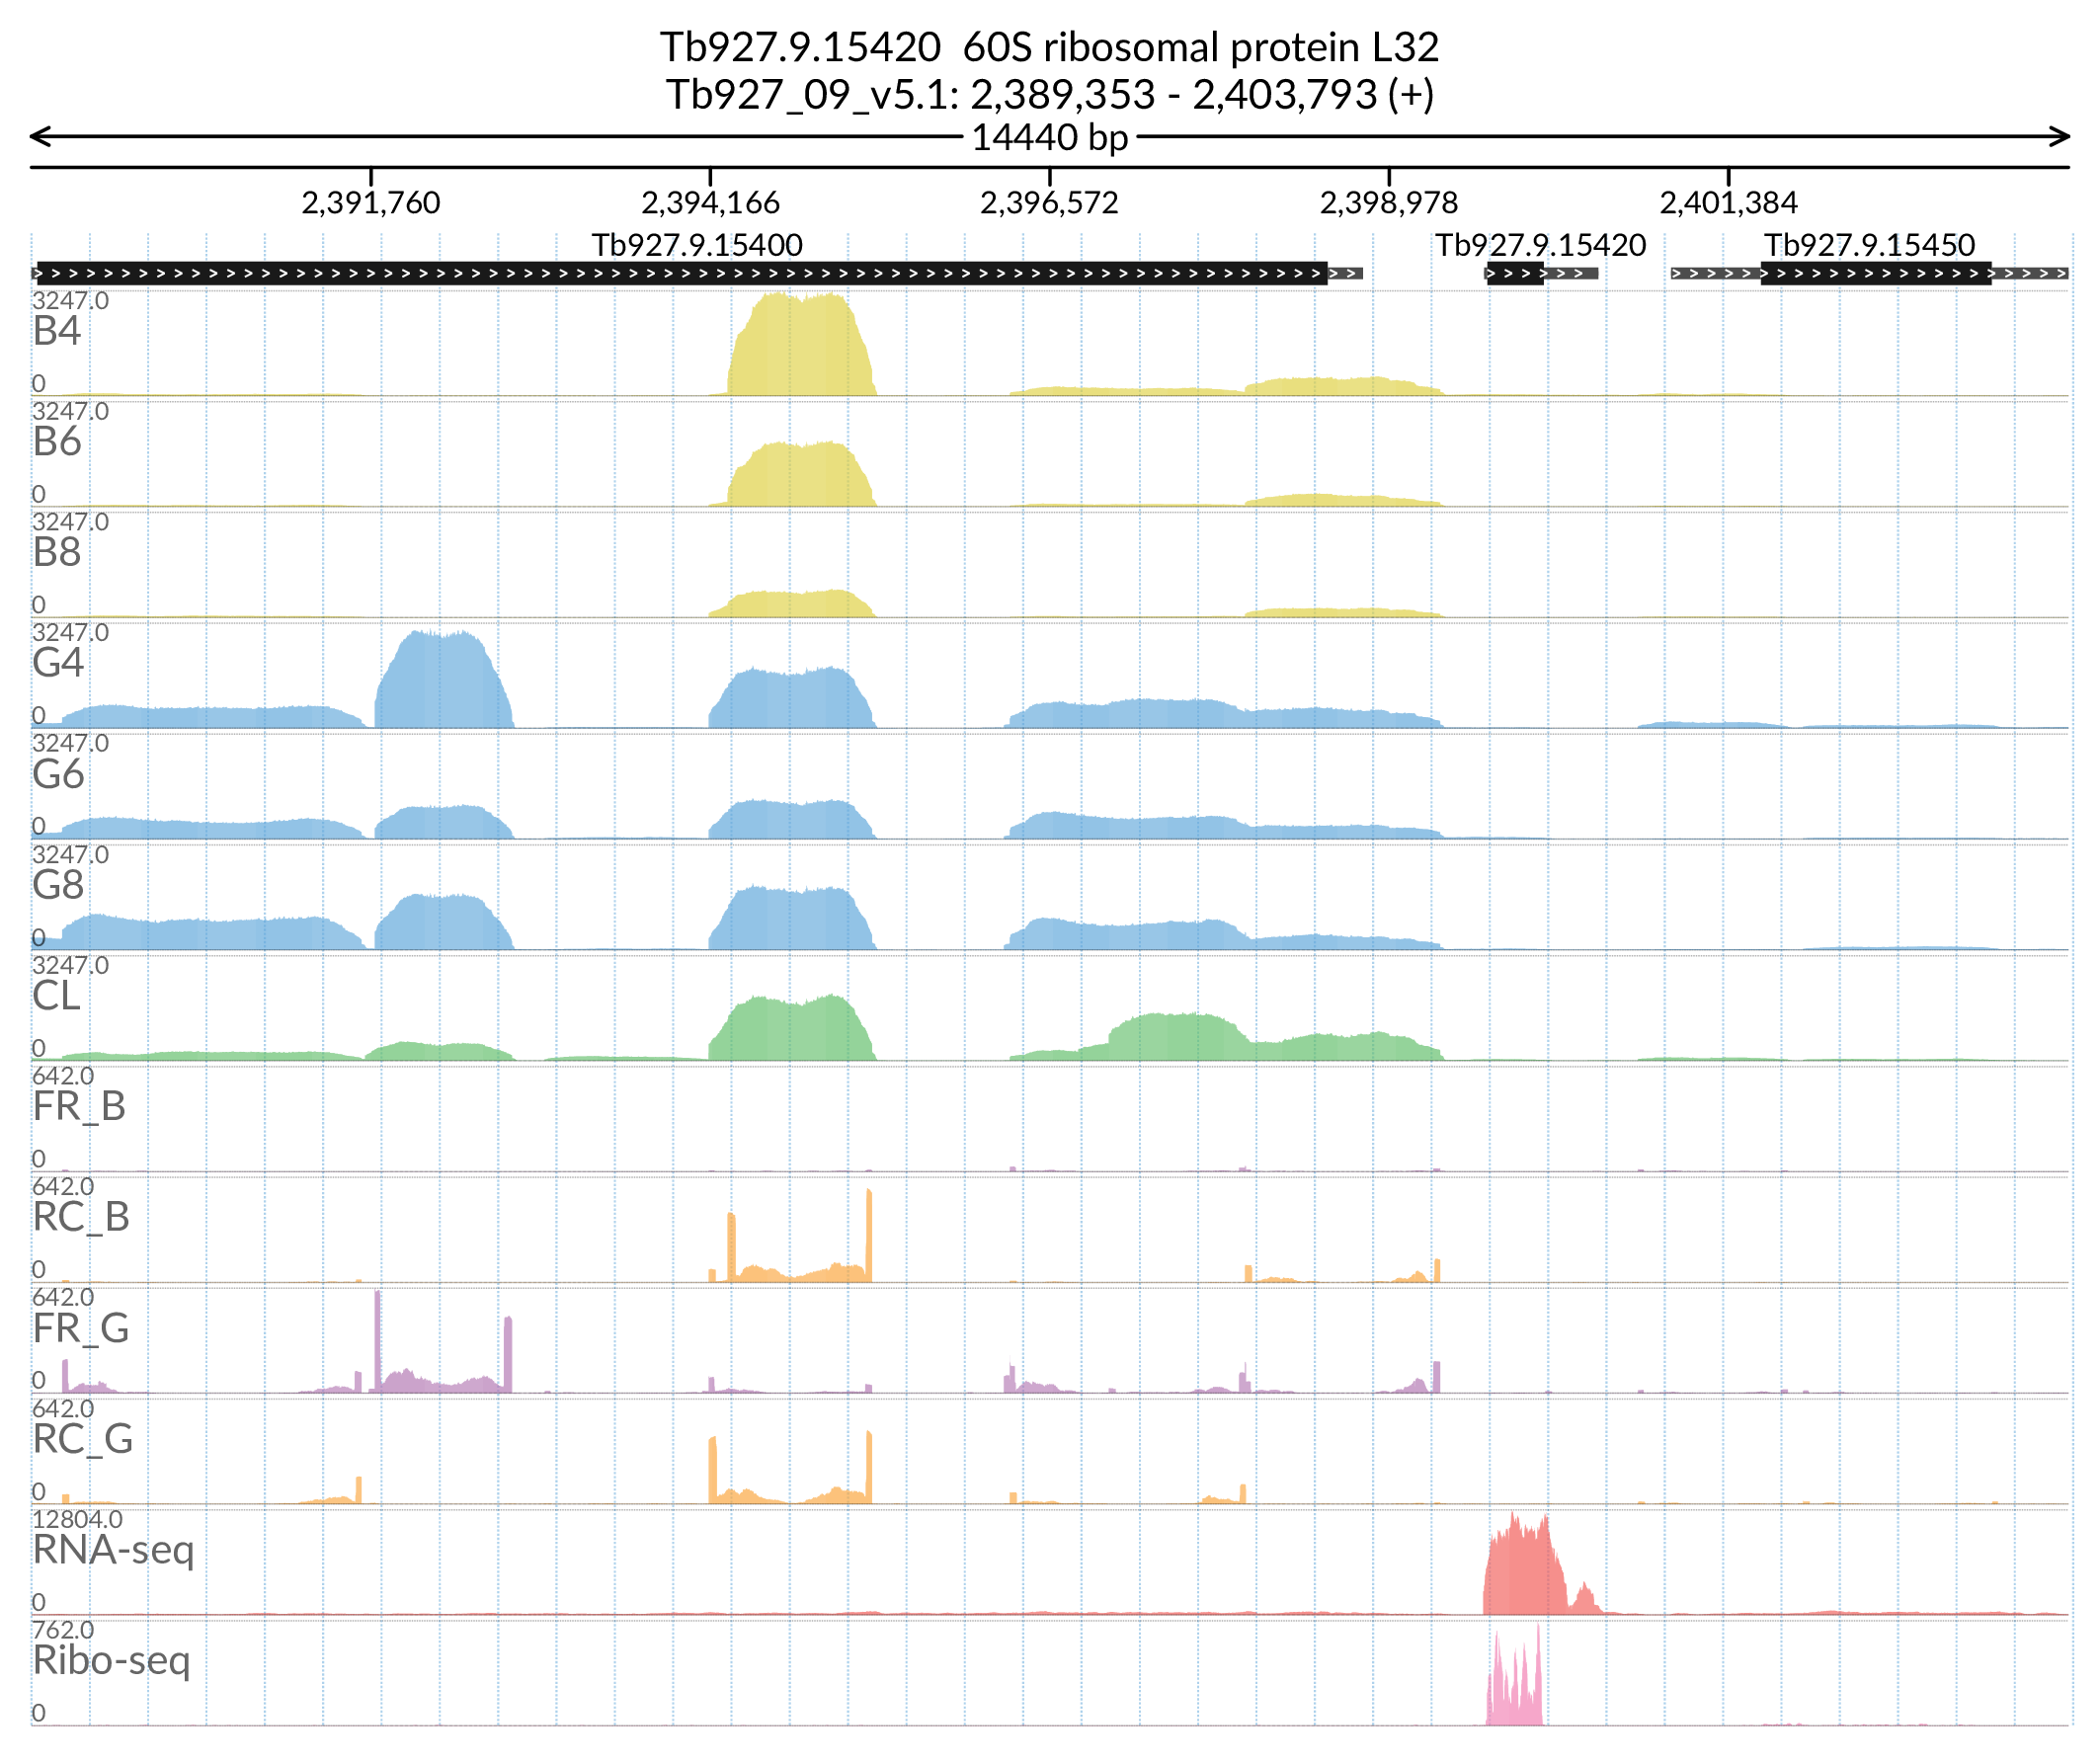 Tb927.9.15420  60S ribosomal protein L32
Tb927_09_v5.1: 2,389,353 - 2,403,793 (+)
14440 bp
2,391,760 2,394,166 2,396,572 2,398,978 2,401,384
Tb927.9.15400 Tb927.9.15420 Tb927.9.15450
3247.0
B4
0
3247.0
B6
0
3247.0
B8
0
3247.0
G4
0
3247.0
G6
0
3247.0
G8
0
3247.0
CL
0
642.0
FR_B
0
642.0
RC_B
0
642.0
FR_G
0
642.0
RC_G
0
12804.0
RNA-seq
0
762.0
Ribo-seq
0